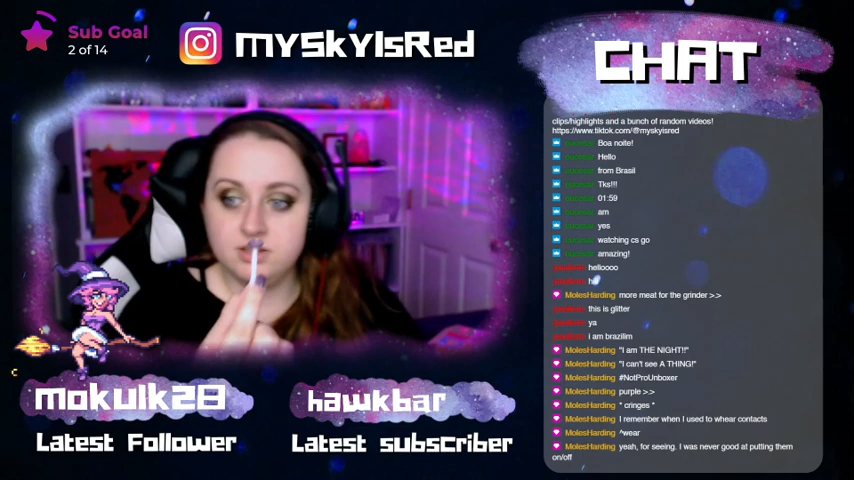 Sub Goal
2 of 14
MYSkYIsRed
CHAT
clips/highlights and a bunch of random videos!
https://www.tiktok.com/@myskyisred
Boa noite!
Hello
from Brasil
Tks!!!
01:59
am
yes
watching cs go
amazing!
helloooo
MolesHarding more meat for the grinder >.>
this is glitter
ya
i am brazilim
MolesHarding "I am THE NIGHT!!"
MolesHarding "I can't see A THING!"
MolesHarding #NotProUnboxer
MolesHarding purple >.>
MolesHarding * cringes *
MolesHarding I remember when I used to whear contacts
MolesHarding ^wear
MolesHarding yeah, for seeing. I was never good at putting them
on/off
mokulk28
Latest Follower
hawkbar
Latest subscriber